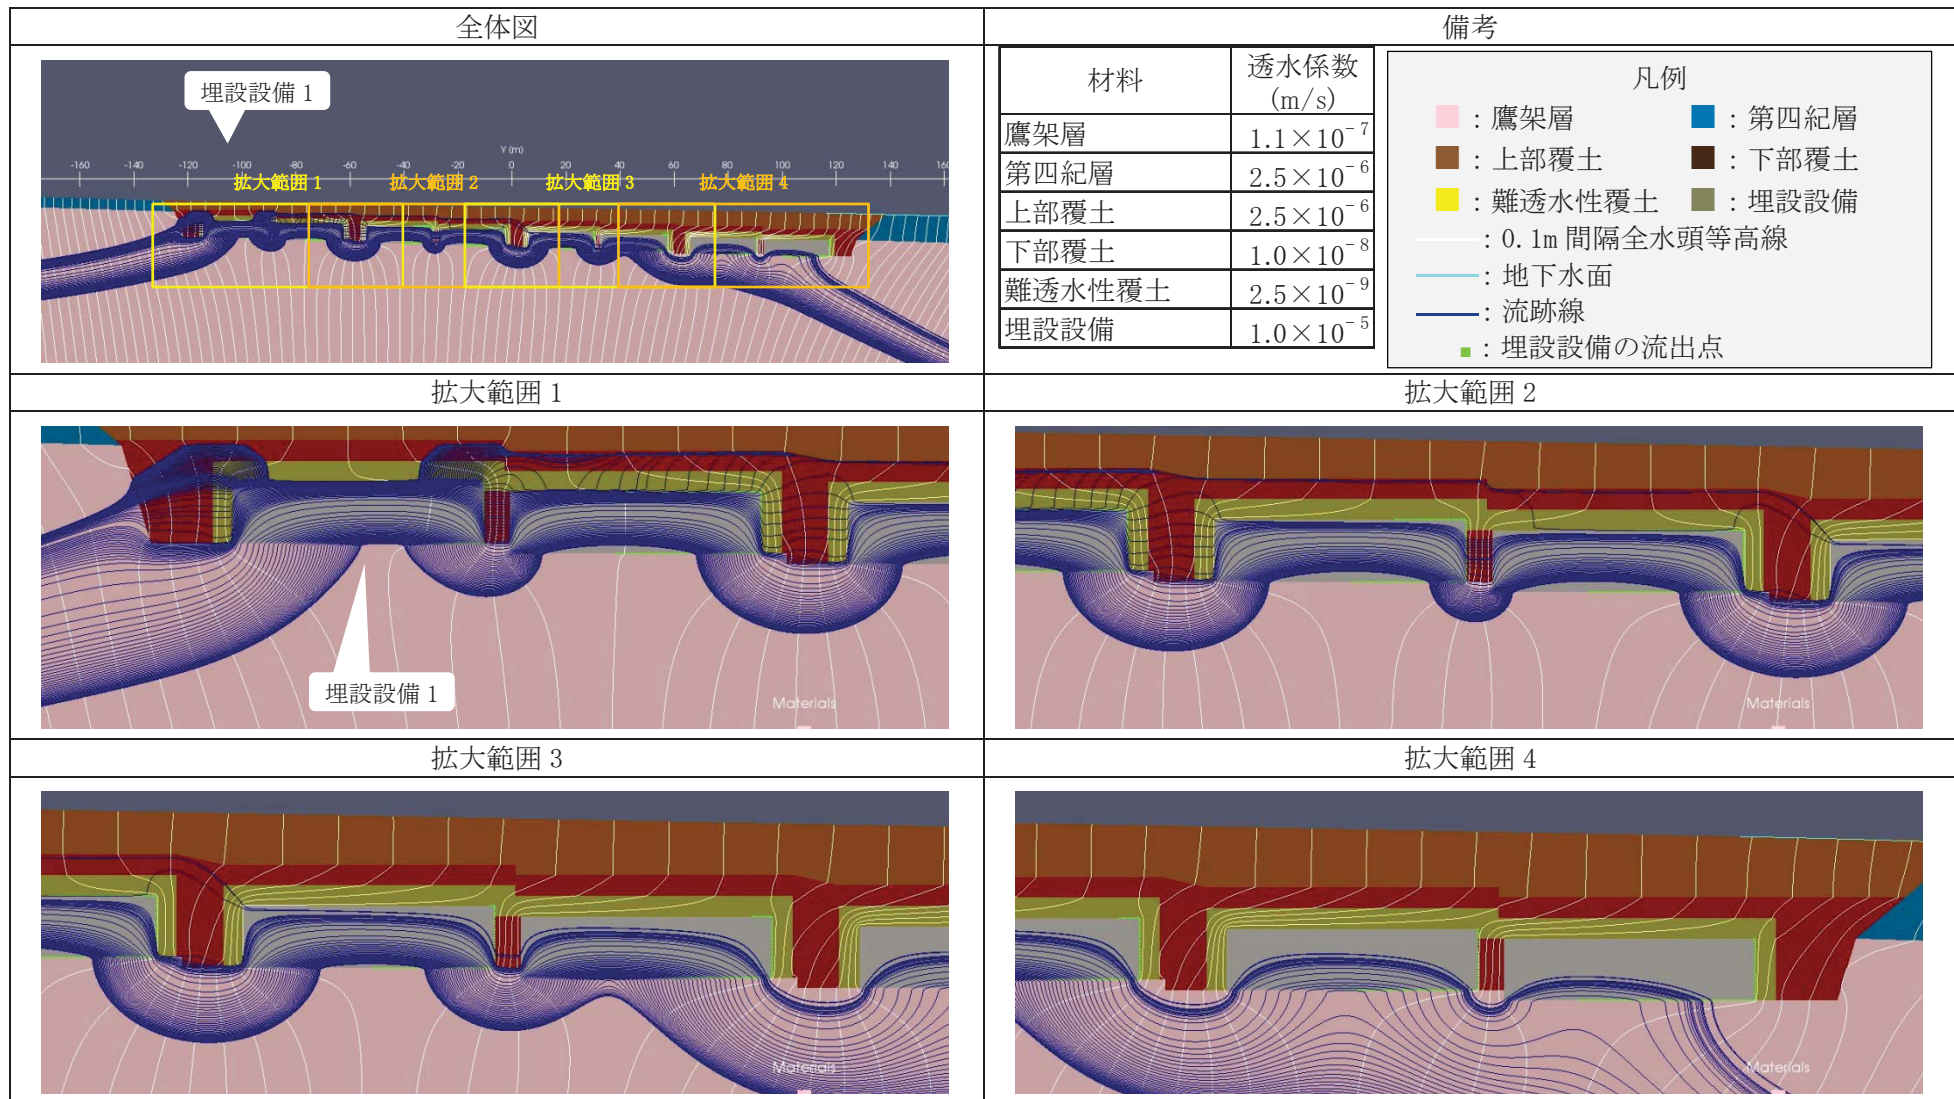 全体図
備考
埋設設備 1
Y (m)
-160 -140 -120 -100 -80 -60 -40 -20 0 20 40 60 80 100 120 140 160
拡大範囲 1 拡大範囲 2 拡大範囲 3 拡大範囲 4
材料 透水係数 (m/s)
鷹架層 1.1×10⁻⁷
第四紀層 2.5×10⁻⁶
上部覆土 2.5×10⁻⁶
下部覆土 1.0×10⁻⁸
難透水性覆土 2.5×10⁻⁹
埋設設備 1.0×10⁻⁵
凡例
：鷹架層 ：第四紀層
：上部覆土 ：下部覆土
：難透水性覆土 ：埋設設備
：0.1m 間隔全水頭等高線
：地下水面
：流跡線
：埋設設備の流出点
拡大範囲 1
拡大範囲 2
埋設設備 1
Materials
Materials
拡大範囲 3
拡大範囲 4
Materials
Materials